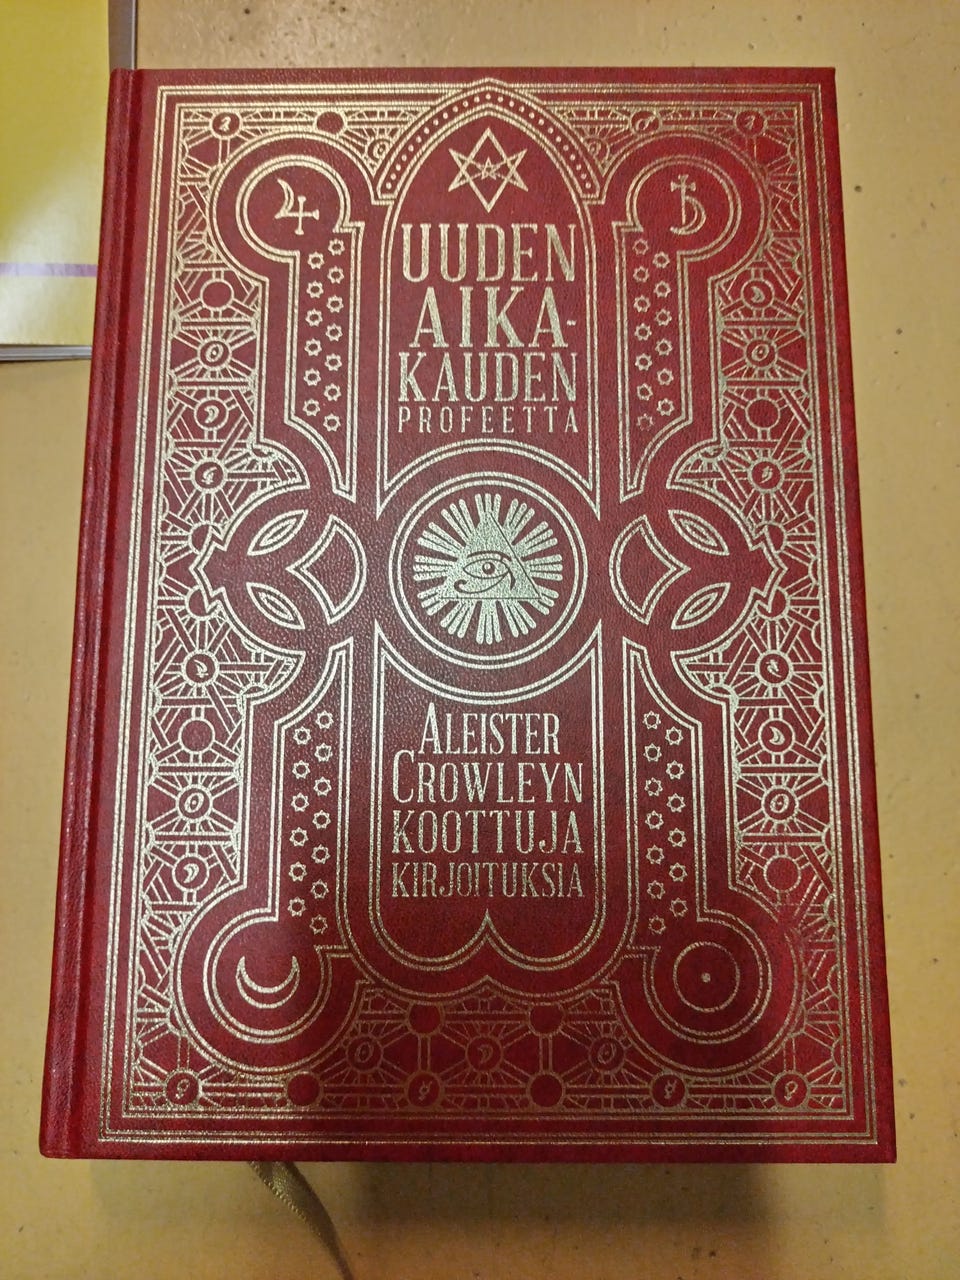 UUDEN
AIKA-
KAUDEN
PROFEETTA
ALEISTER
CROWLEYN
KOOTTUJA
KIRJOITUKSIA